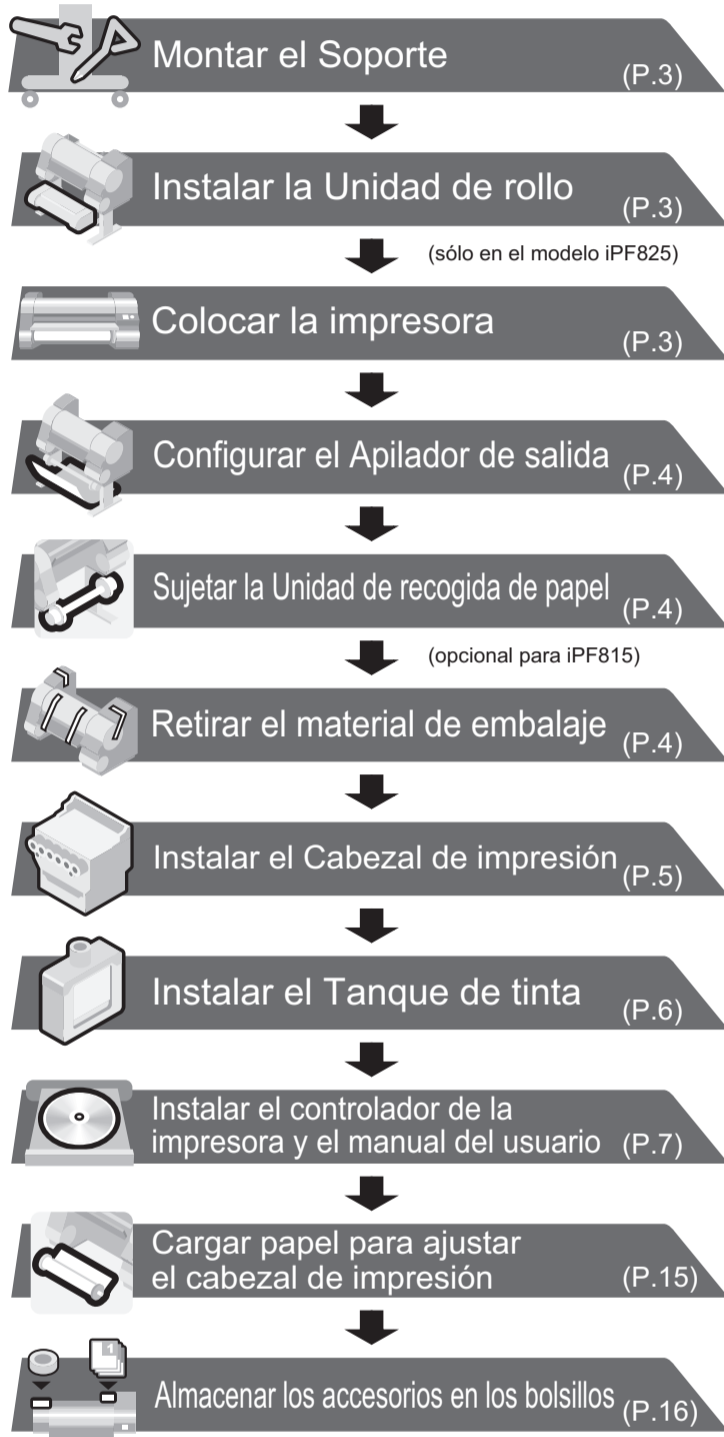 Montar el Soporte (P.3)
Instalar la Unidad de rollo (P.3)
(sólo en el modelo iPF825)
Colocar la impresora (P.3)
Configurar el Apilador de salida (P.4)
Sujetar la Unidad de recogida de papel (P.4)
(opcional para iPF815)
Retirar el material de embalaje (P.4)
Instalar el Cabezal de impresión (P.5)
Instalar el Tanque de tinta (P.6)
Instalar el controlador de la
impresora y el manual del usuario (P.7)
Cargar papel para ajustar
el cabezal de impresión (P.15)
1
Almacenar los accesorios en los bolsillos (P.16)